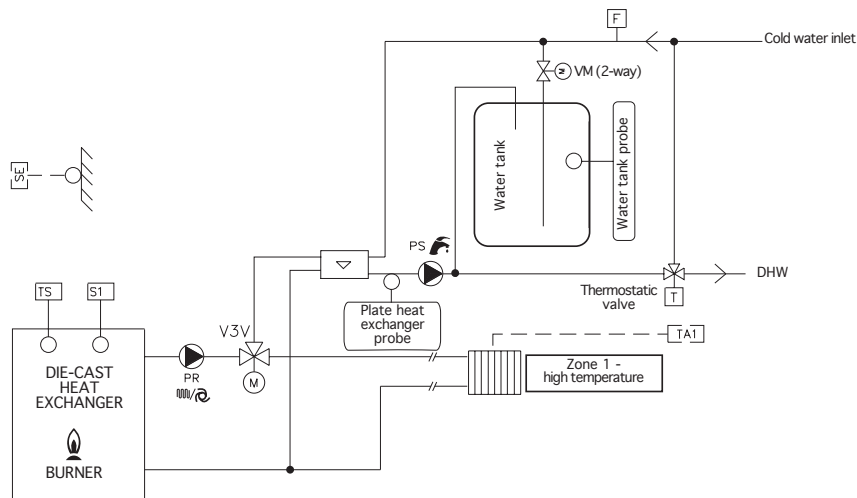 F
Cold water inlet
VM (2-way)
Water tank
Water tank probe
SE
PS
DHW
Thermostatic
valve
T
Plate heat
exchanger
probe
TS
S1
V3V
TA1
PR
M
Zone 1 -
high temperature
DIE-CAST
HEAT
EXCHANGER
BURNER